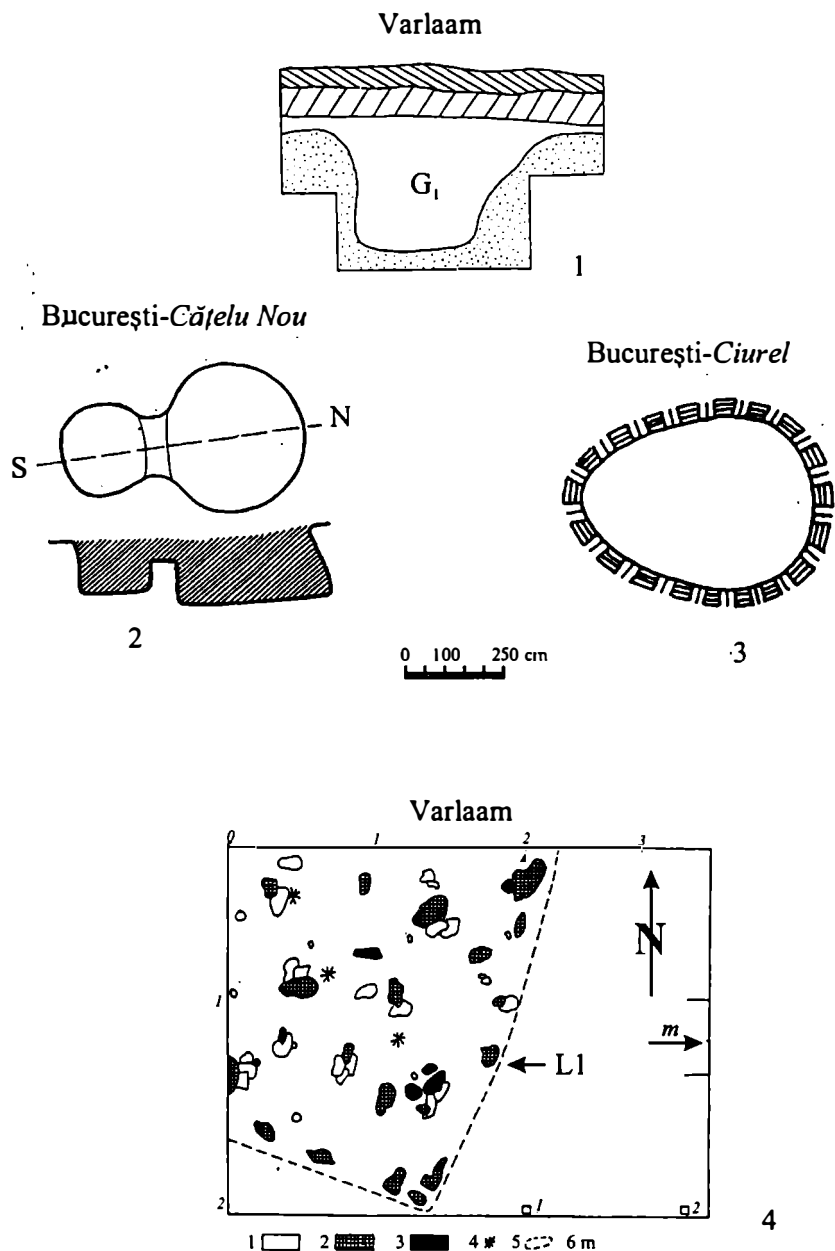 Varlaam
G1
1
București-Cățelu Nou
București-Ciurel
N
S
2
3
0 100 250 cm
Varlaam
0 1 2 3
N
1
m
L1
2 1 2
4
1 2 3 4 5 6 m